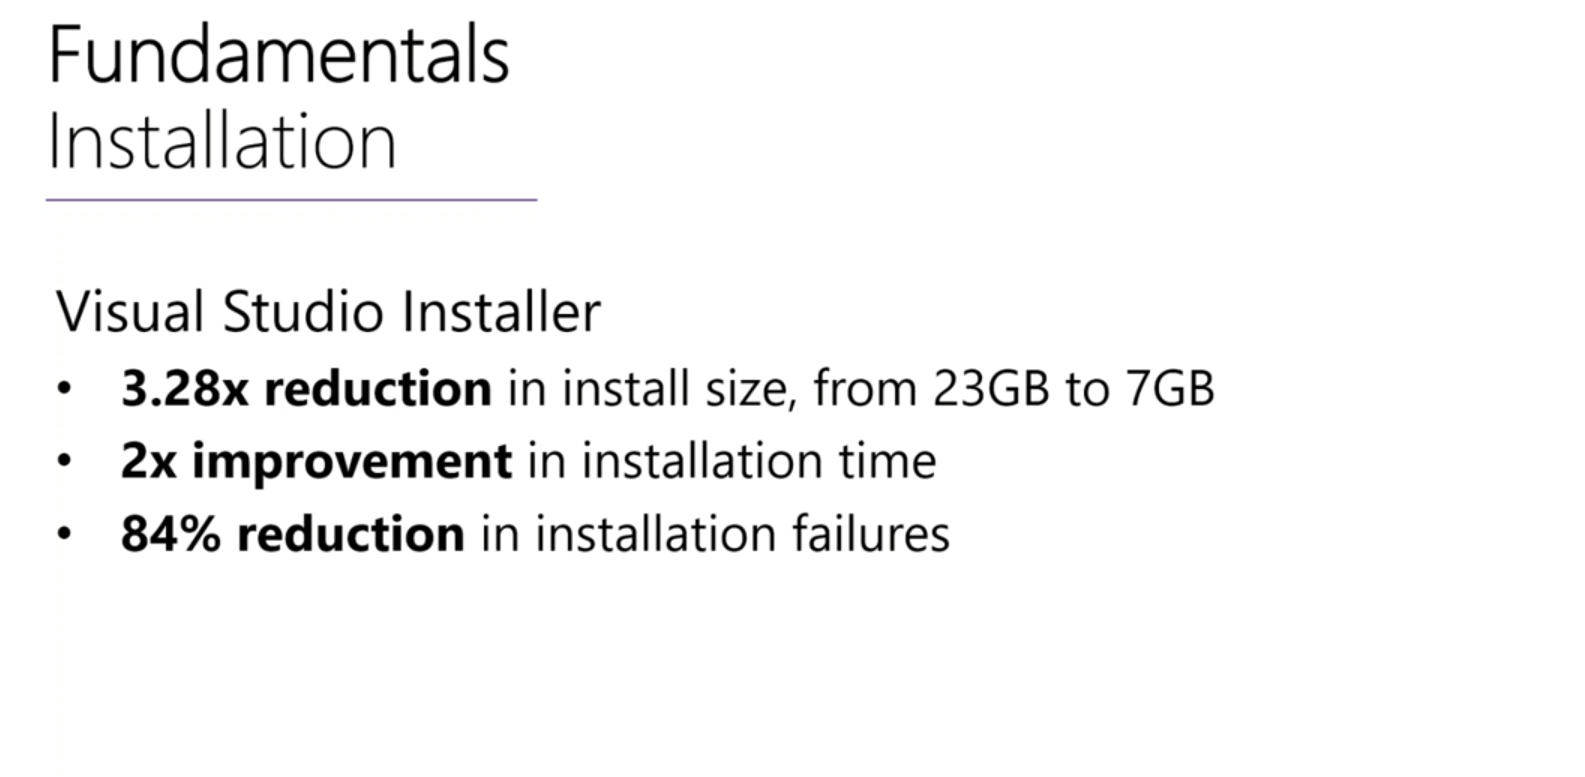 Fundamentals
Installation
Visual Studio Installer
• 3.28x reduction in install size, from 23GB to 7GB
• 2x improvement in installation time
• 84% reduction in installation failures